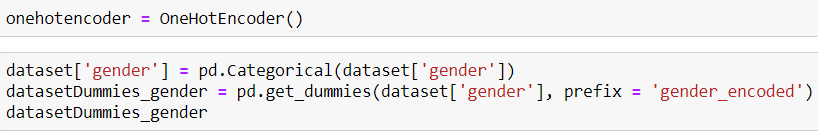 onehotencoder = OneHotEncoder()
dataset['gender'] = pd.Categorical(dataset['gender'])
datasetDummies_gender = pd.get_dummies(dataset['gender'], prefix = 'gender_encoded')
datasetDummies_gender